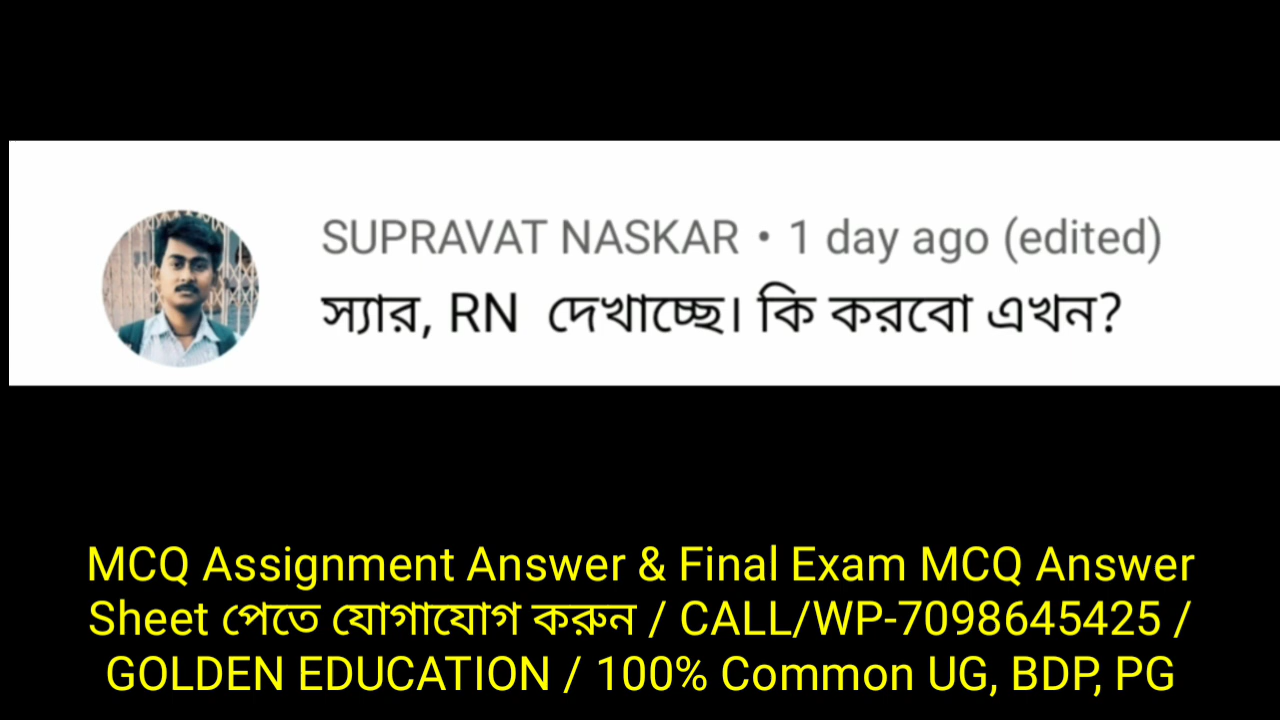 SUPRAVAT NASKAR • 1 day ago (edited)
স্যার, RN দেখাচ্ছে। কি করবো এখন?
MCQ Assignment Answer & Final Exam MCQ Answer
Sheet পেতে যোগাযোগ করুন / CALL/WP-7098645425 /
GOLDEN EDUCATION / 100% Common UG, BDP, PG